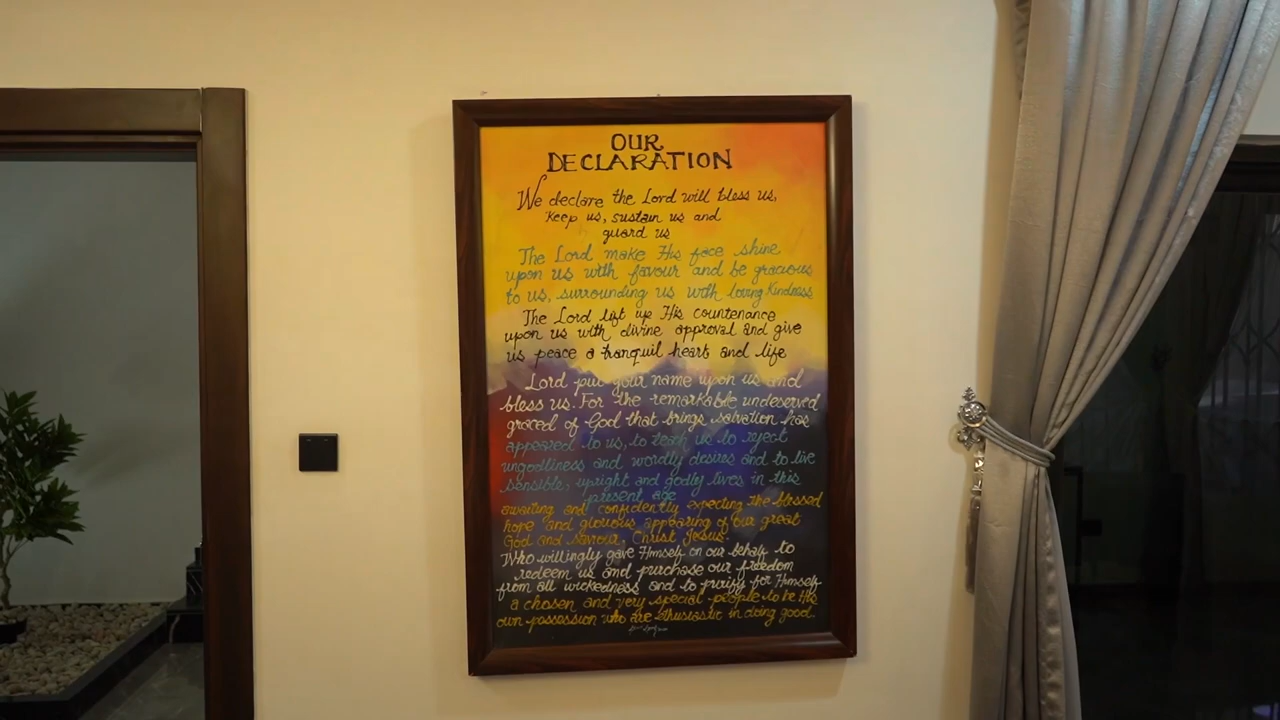 OUR
DECLARATION
We declare the Lord will bless us,
keep us, sustain us and
guard us
The Lord make His face shine
upon us with favour and be gracious
to us, surrounding us with loving kindness
The Lord lift up His countenance
upon us with divine approval and give
us peace a tranquil heart and life
Lord put your name upon us and
bless us. For the remarkable undeserved
graced of God that brings salvation has
appeared to us, to teach us to reject
ungodliness and wordly desires and to live
sensible, upright and godly lives in this
present age
awaiting and confidently expecting the blessed
hope and glorious appearing of our great
God and saviour, Christ Jesus.
Who willingly gave Himself on our behalf to
redeem us and purchase our freedom
from all wickedness and to purify for Himself
a chosen and very special people to be His
own possession who are ethusiastic in doing good.